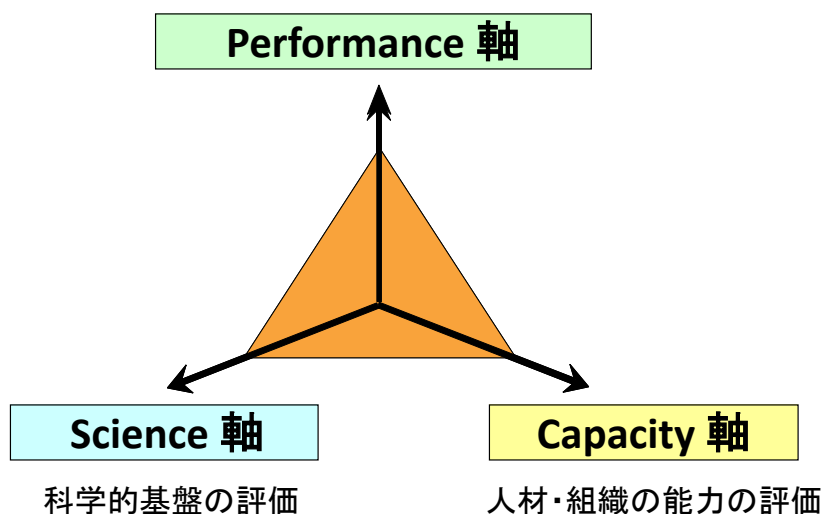 Performance 軸
Science 軸
Capacity 軸
科学的基盤の評価
人材・組織の能力の評価